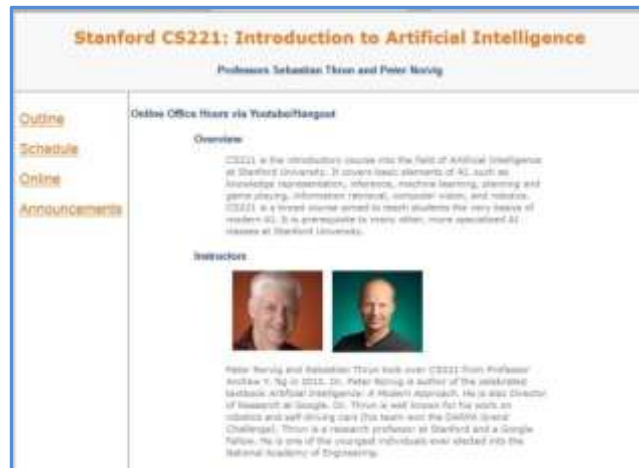 Stanford CS221: Introduction to Artificial Intelligence
Professors Sebastian Thrun and Peter Norvig
Outline
Schedule
Online
Announcements
Online Office Hours via Youtube/Hangout
Overview
CS221 is the introductory course into the field of Artificial Intelligence
at Stanford University. It covers basic elements of AI, such as
knowledge representation, inference, machine learning, planning and
game playing, information retrieval, computer vision, and robotics.
CS221 is a broad course aimed to teach students the very basics of
modern AI. It is prerequisite to many other, more specialized AI
classes at Stanford University.
Instructors
Peter Norvig and Sebastian Thrun took over CS221 from Professor
Andrew Y. Ng in 2011. Dr. Peter Norvig is author of the celebrated
textbook Artificial Intelligence: A Modern Approach. He is also Director
of Research at Google. Dr. Thrun is well known for his work on
robotics and self driving cars (his team won the DARPA Grand
Challenge). Thrun is a research professor at Stanford and a Google
Fellow. He is one of the youngest individuals ever elected into the
National Academy of Engineering.